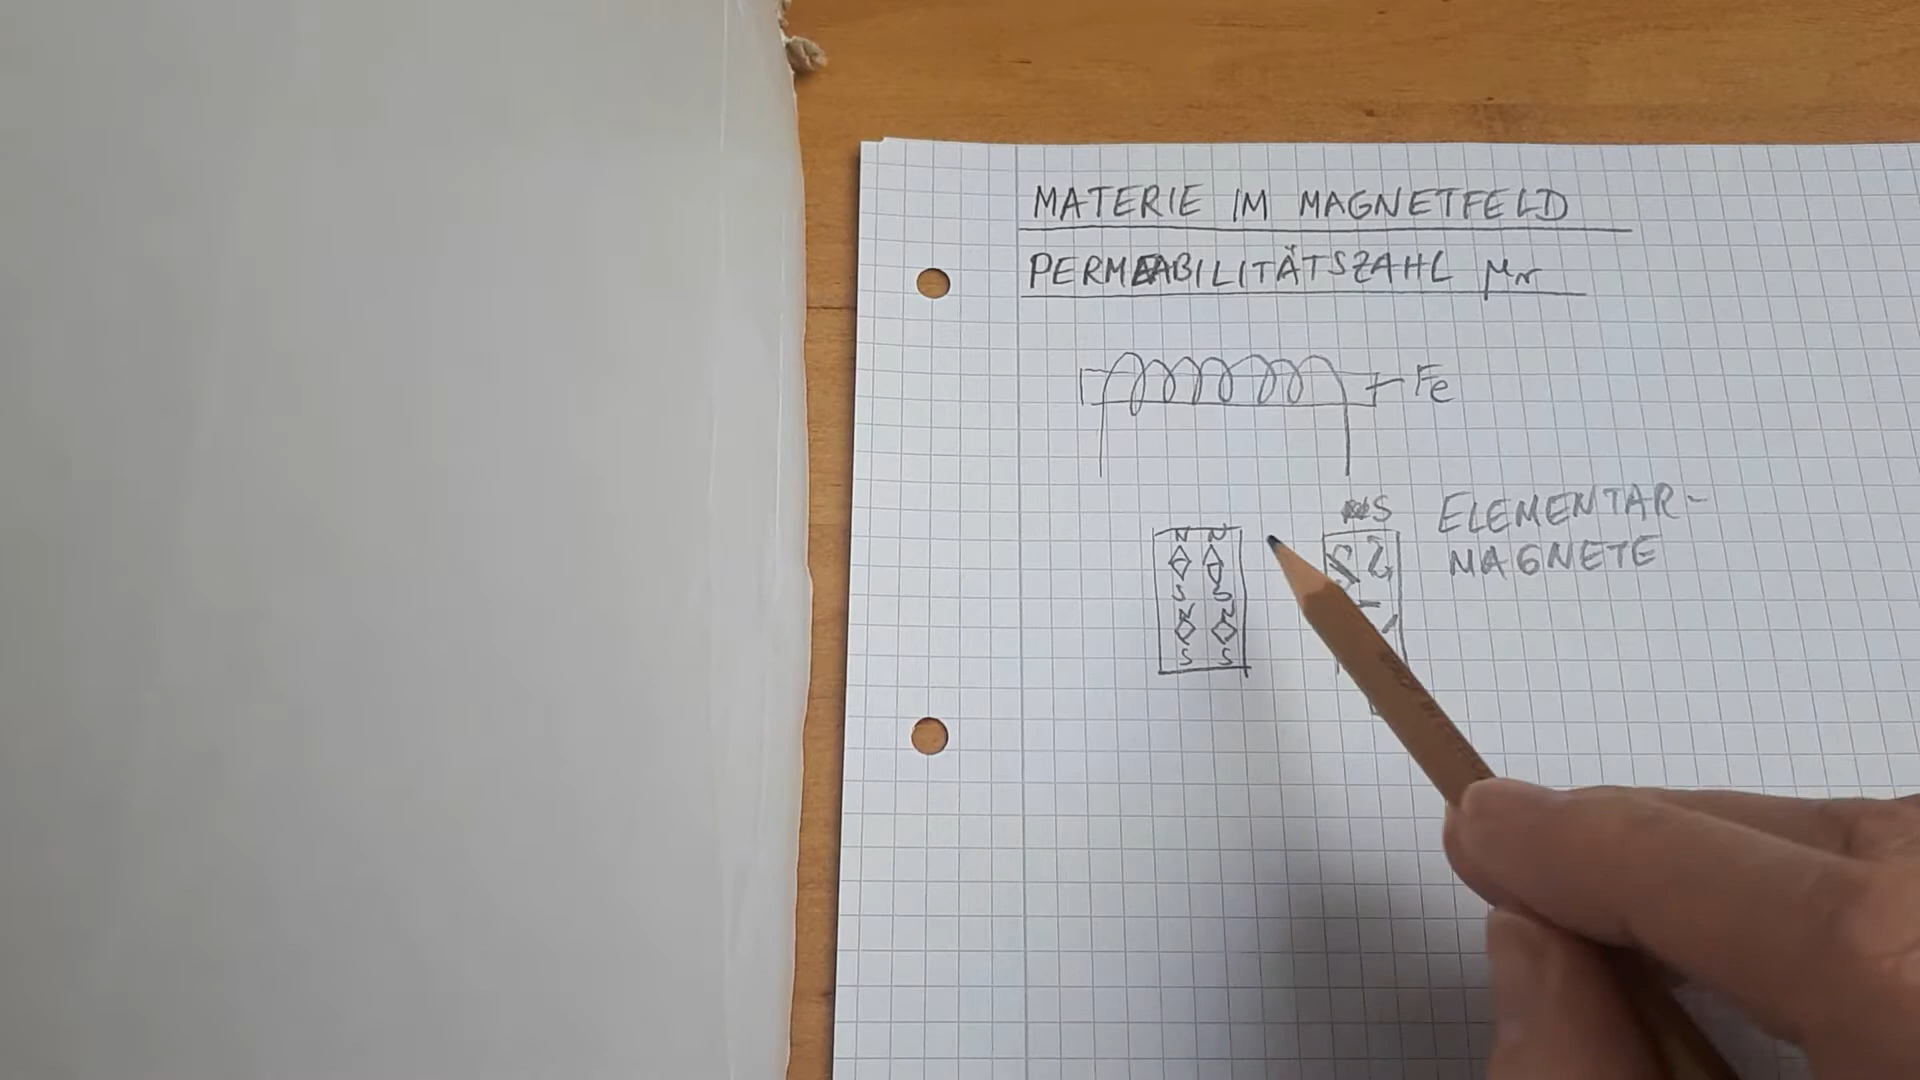 MATERIE IM MAGNETFELD
PERMEABILITÄTSZAHL μr
Fe
S ELEMENTAR-
MAGNETE
N N
S S
N N
S S